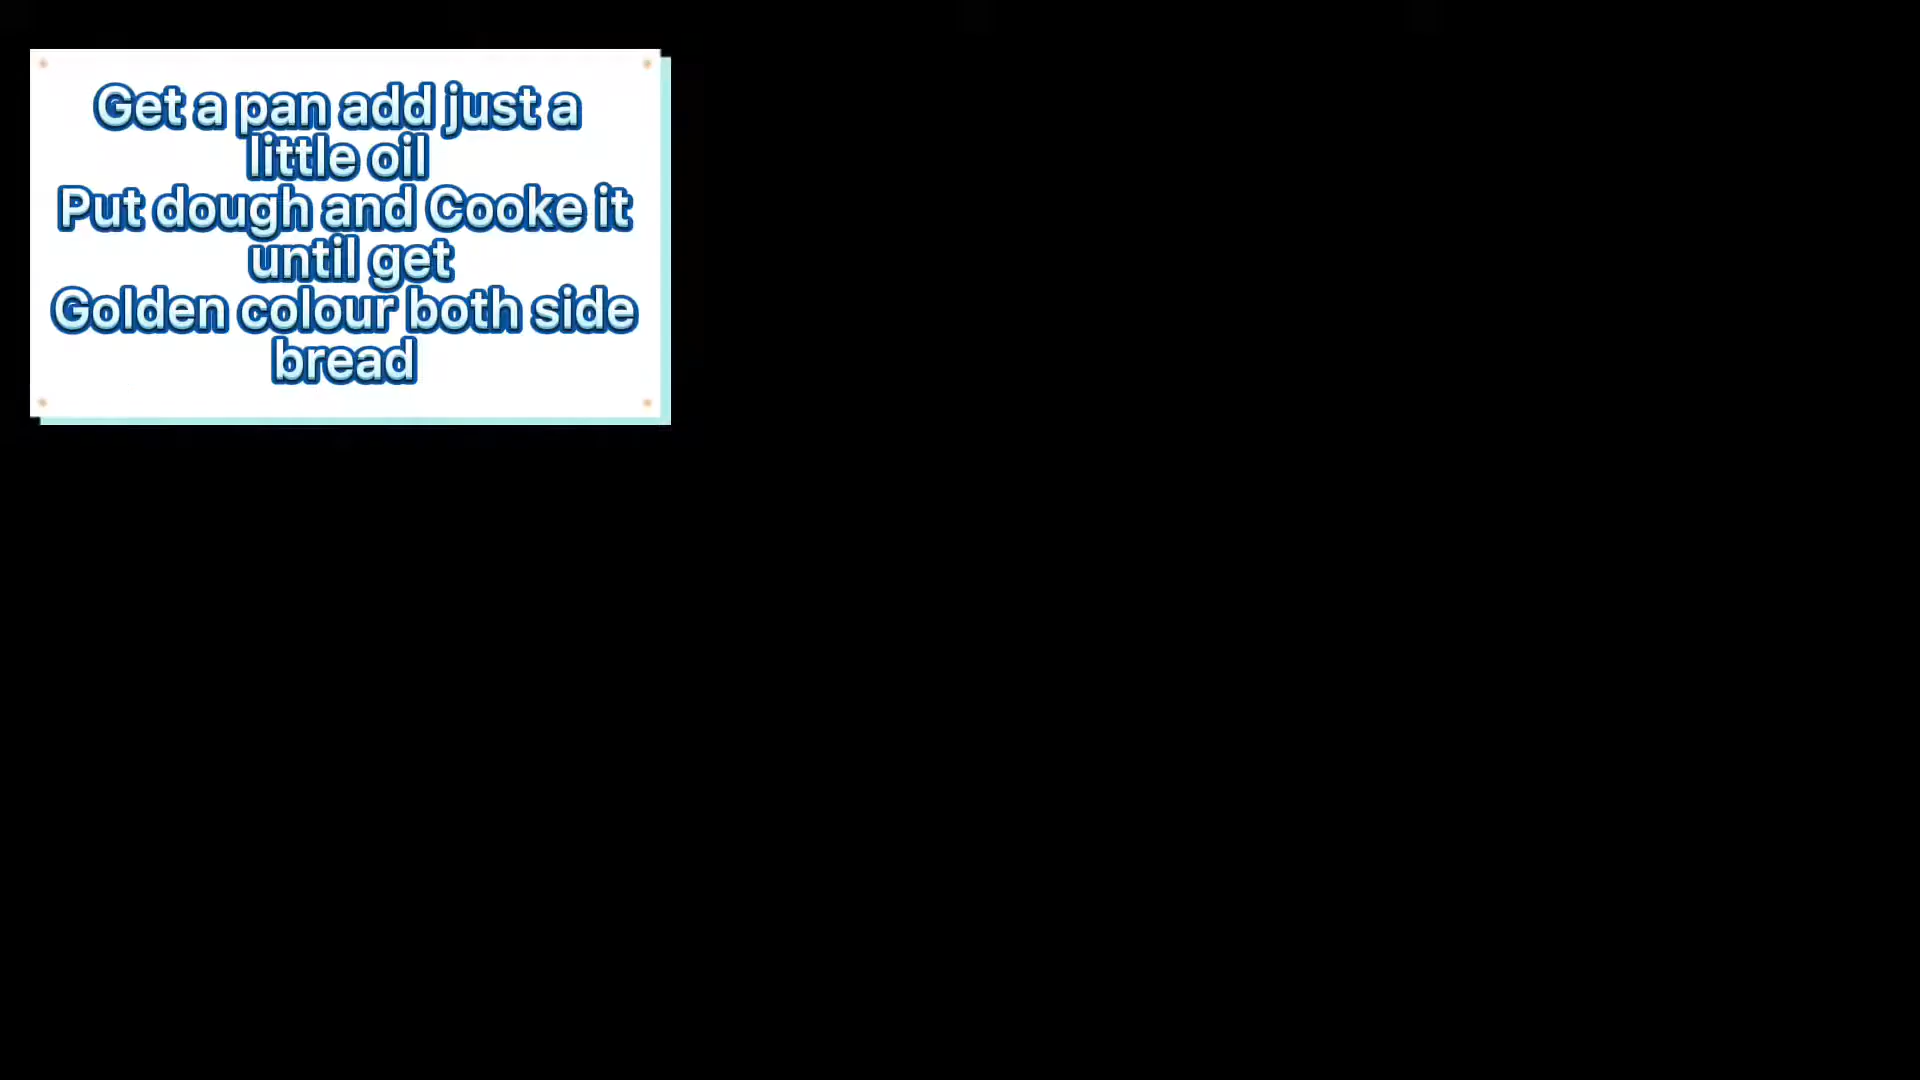 Get a pan add just a
little oil
Put dough and Cooke it
until get
Golden colour both side
bread